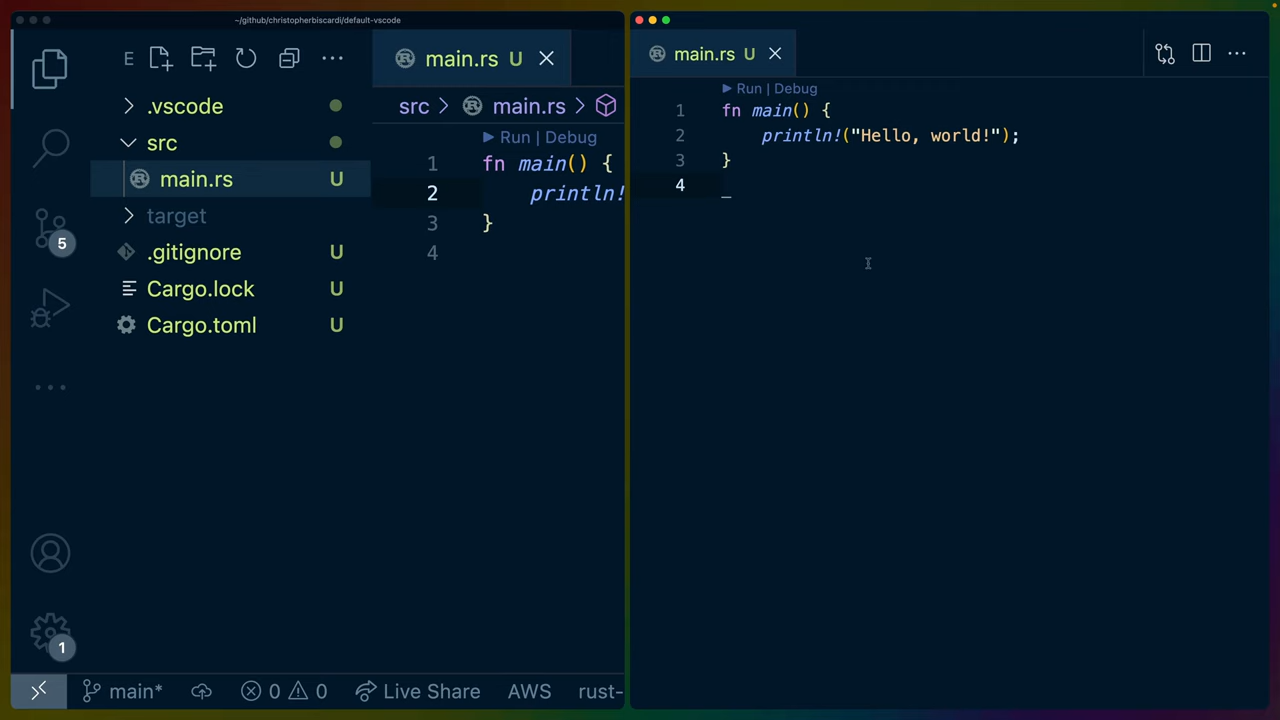 ~/github/christopherbiscardi/default-vscode
E
main.rs U
.vscode
src > main.rs >
src
Run | Debug
main.rs U
1 fn main() {
2 println!
target
3 }
.gitignore U
4
Cargo.lock U
Cargo.toml U
5
1
main*
0 0
Live Share
AWS
rust-
main.rs U
Run | Debug
1 fn main() {
2 println!("Hello, world!");
3 }
4